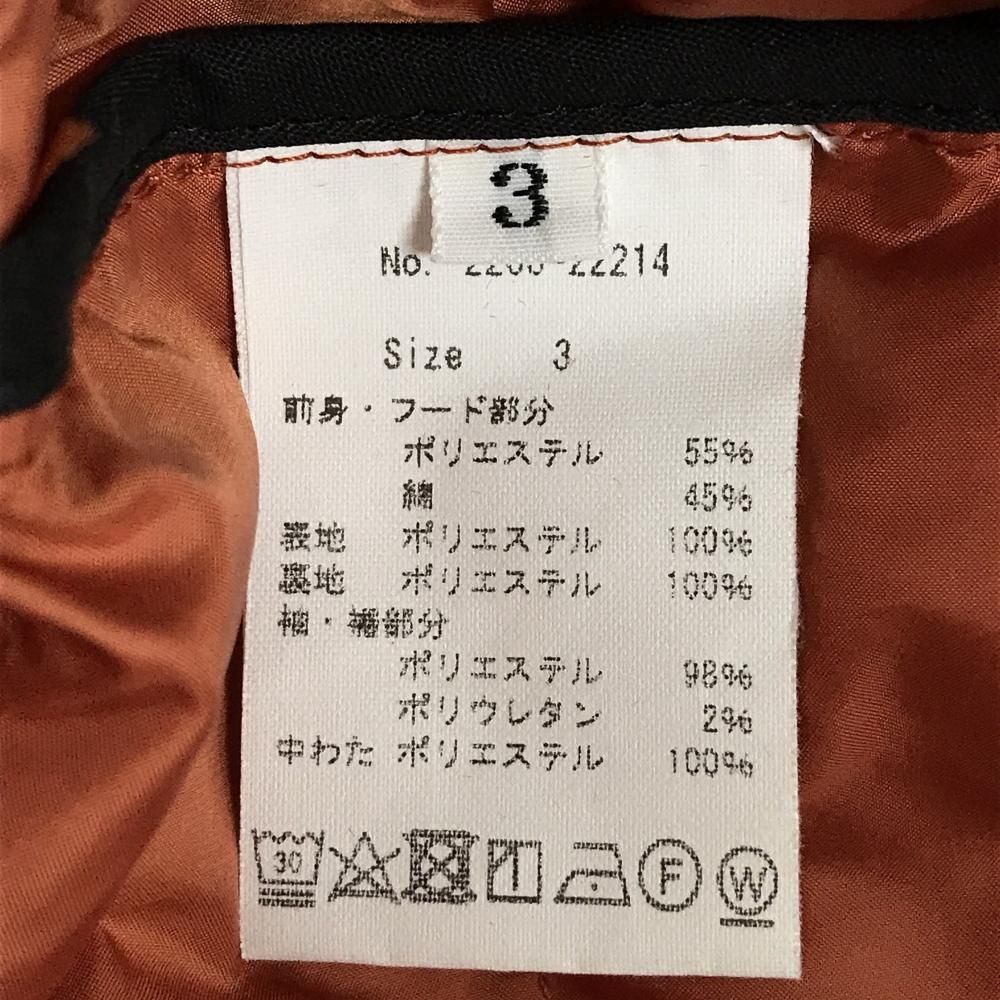 3
No. 22214
Size 3
前身・フード部分
ポリエステル 55%
綿 45%
表地 ポリエステル 100%
裏地 ポリエステル 100%
袖・裾部分
ポリエステル 98%
ポリウレタン 2%
中わた ポリエステル 100%
30 F W